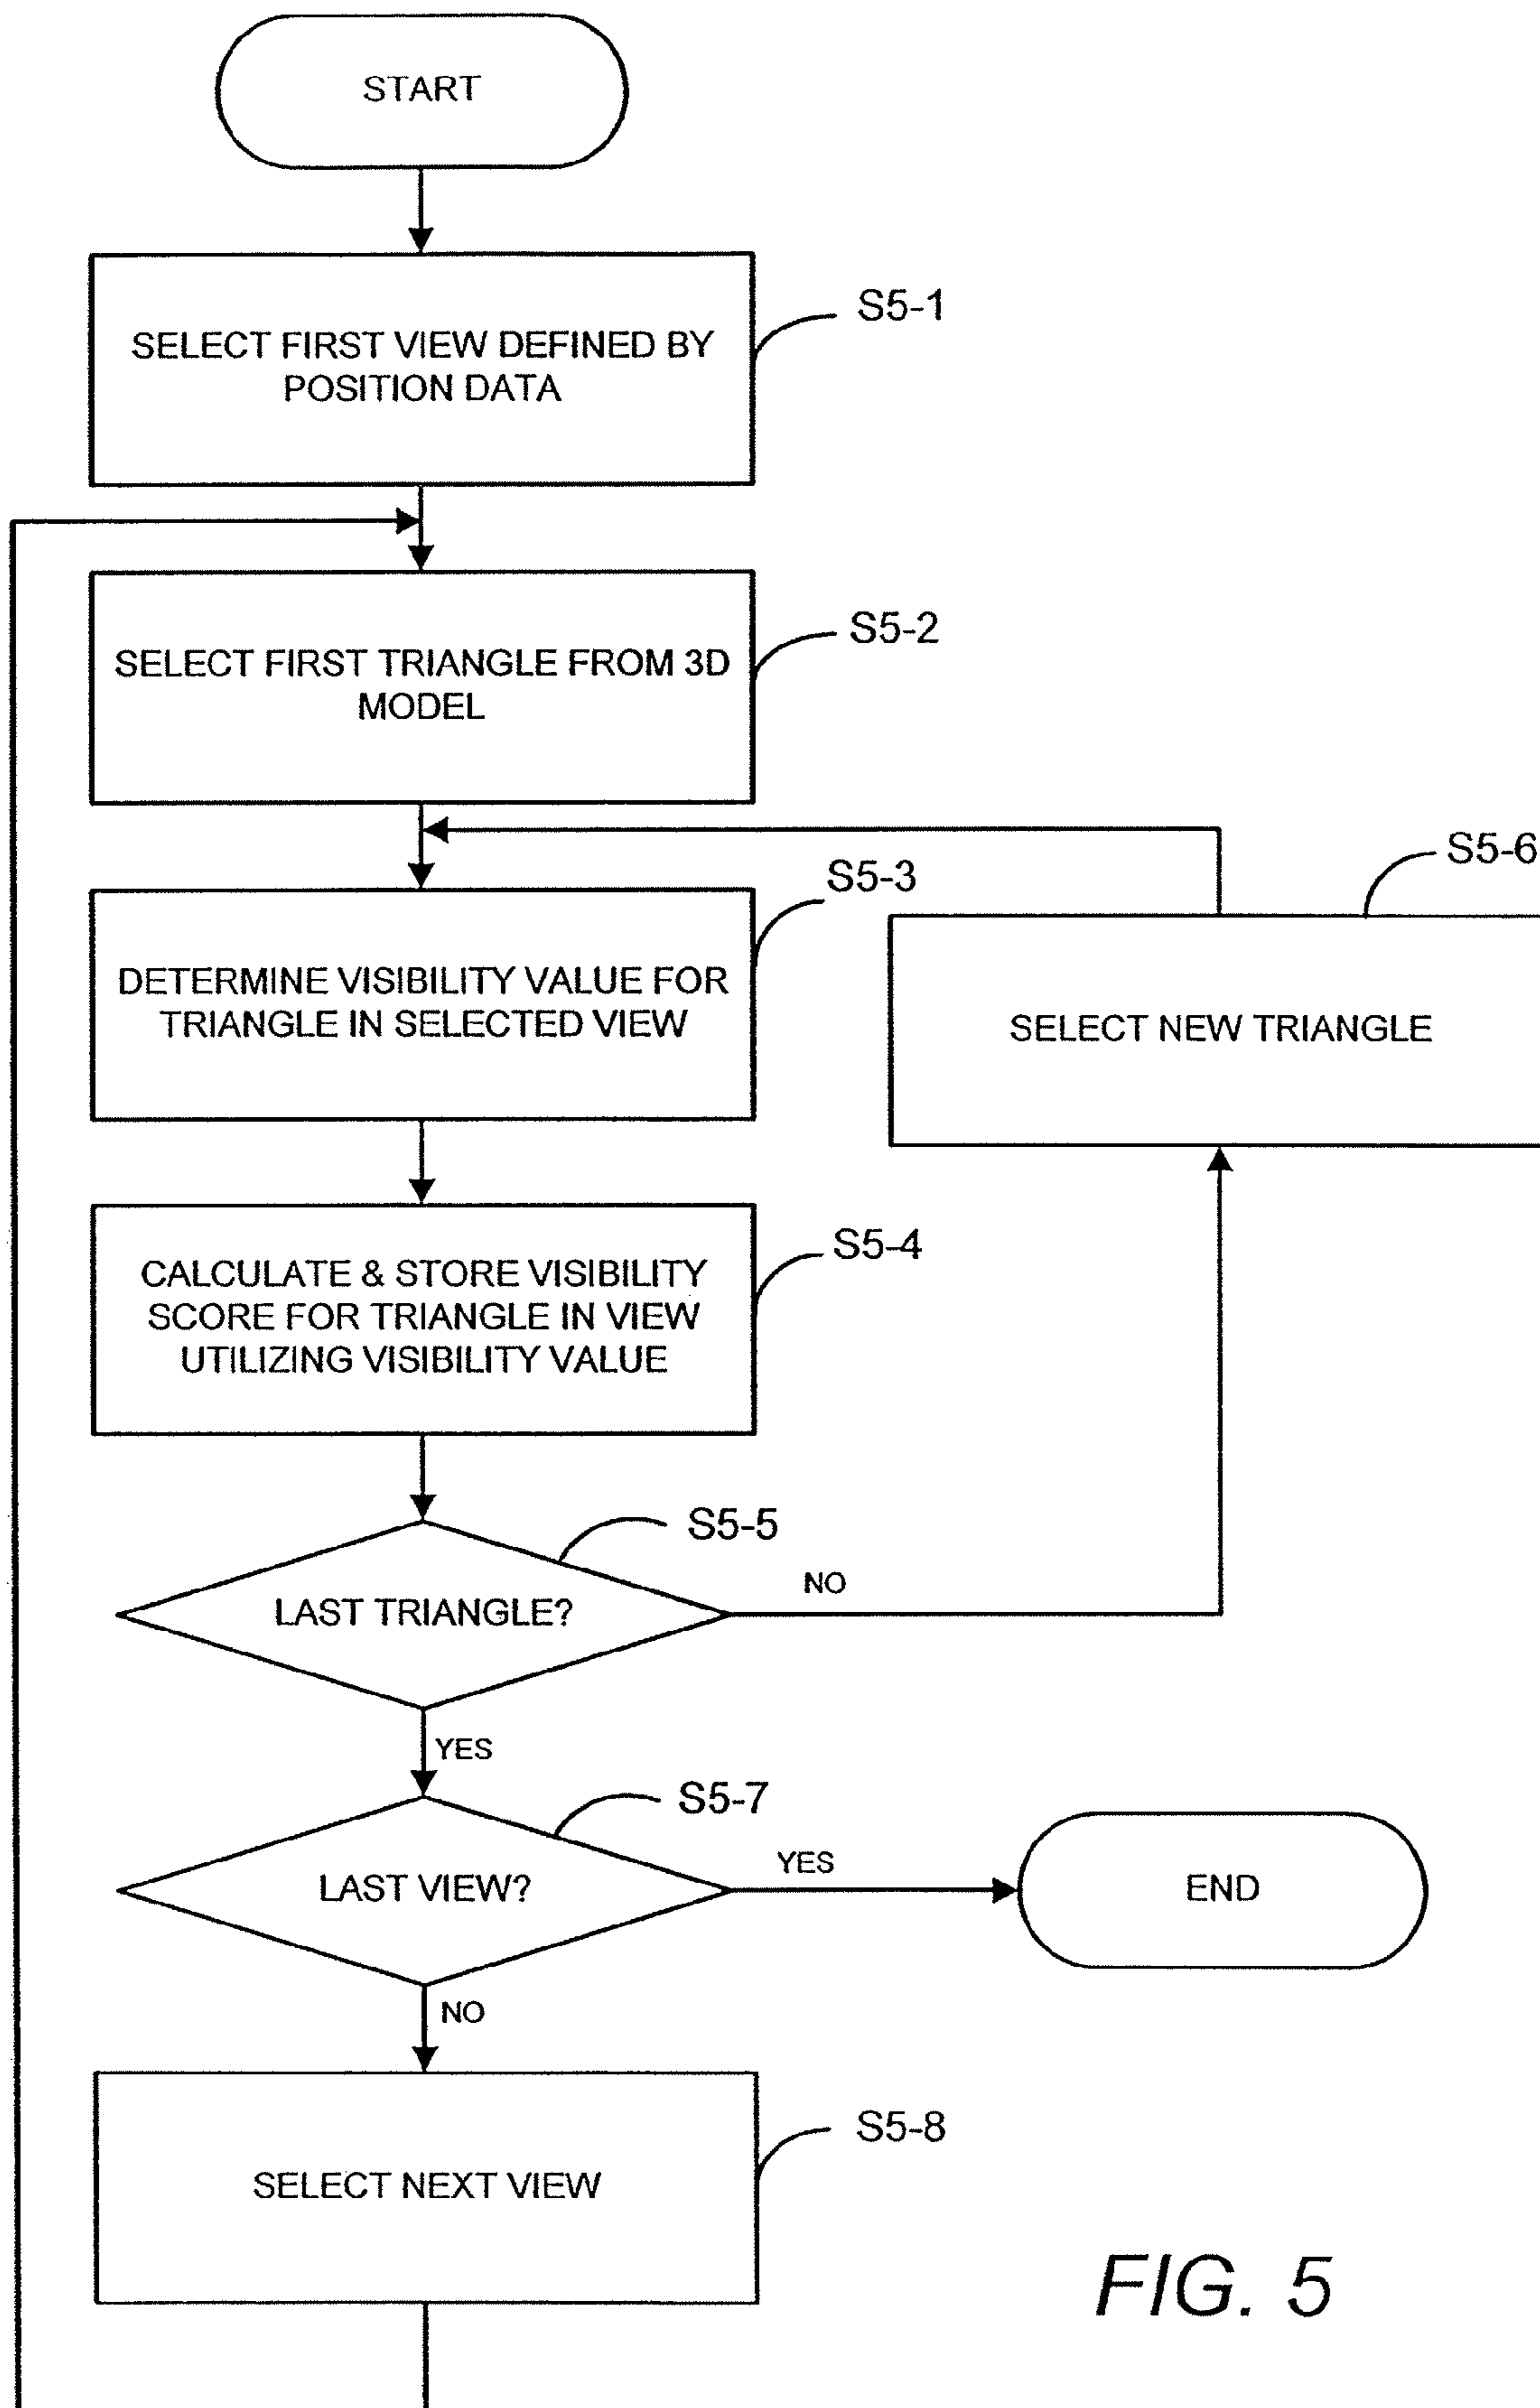 START
S5-1
SELECT FIRST VIEW DEFINED BY
POSITION DATA
S5-2
SELECT FIRST TRIANGLE FROM 3D
MODEL
S5-3
S5-6
DETERMINE VISIBILITY VALUE FOR
TRIANGLE IN SELECTED VIEW
SELECT NEW TRIANGLE
S5-4
CALCULATE & STORE VISIBILITY
SCORE FOR TRIANGLE IN VIEW
UTILIZING VISIBILITY VALUE
S5-5
LAST TRIANGLE?
NO
YES
S5-7
LAST VIEW?
YES
END
NO
S5-8
SELECT NEXT VIEW
FIG. 5